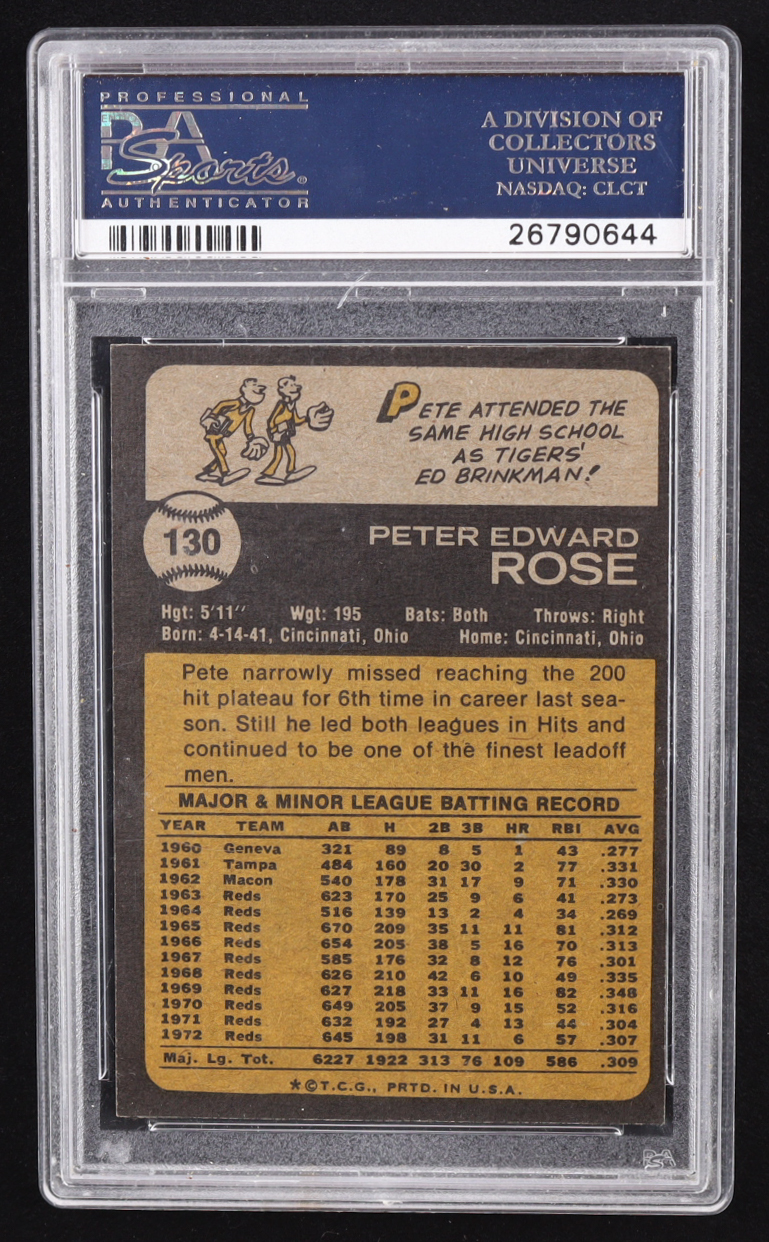 PROFESSIONAL
PSA
Sports®
AUTHENTICATOR
A DIVISION OF
COLLECTORS
UNIVERSE
NASDAQ: CLCT
26790644
PETE ATTENDED THE
SAME HIGH SCHOOL
AS TIGERS'
ED BRINKMAN!
130
PETER EDWARD
ROSE
Hgt: 5'11" Wgt: 195 Bats: Both Throws: Right
Born: 4-14-41, Cincinnati, Ohio Home: Cincinnati, Ohio
Pete narrowly missed reaching the 200
hit plateau for 6th time in career last sea-
son. Still he led both leagues in Hits and
continued to be one of the finest leadoff
men.
MAJOR & MINOR LEAGUE BATTING RECORD
YEAR TEAM AB H 2B 3B HR RBI AVG
1960 Geneva 321 89 8 5 1 43 .277
1961 Tampa 484 160 20 30 2 77 .331
1962 Macon 540 178 31 17 9 71 .330
1963 Reds 623 170 25 9 6 41 .273
1964 Reds 516 139 13 2 4 34 .269
1965 Reds 670 209 35 11 11 81 .312
1966 Reds 654 205 38 5 16 70 .313
1967 Reds 585 176 32 8 12 76 .301
1968 Reds 626 210 42 6 10 49 .335
1969 Reds 627 218 33 11 16 82 .348
1970 Reds 649 205 37 9 15 52 .316
1971 Reds 632 192 27 4 13 44 .304
1972 Reds 645 198 31 11 6 57 .307
Maj. Lg. Tot. 6227 1922 313 76 109 586 .309
*©T.C.G., PRTD. IN U.S.A.
PSA